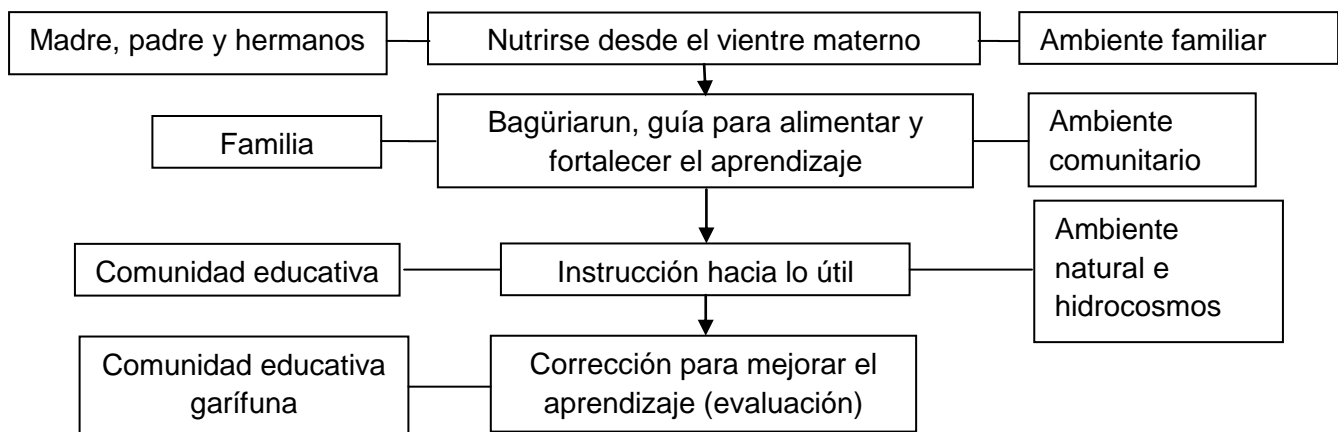 Madre, padre y hermanos
Nutrirse desde el vientre materno
Ambiente familiar
Familia
Bagüriarun, guía para alimentar y
fortalecer el aprendizaje
Ambiente
comunitario
Comunidad educativa
Instrucción hacia lo útil
Ambiente
natural e
hidrocosmos
Comunidad educativa
garífuna
Corrección para mejorar el
aprendizaje (evaluación)